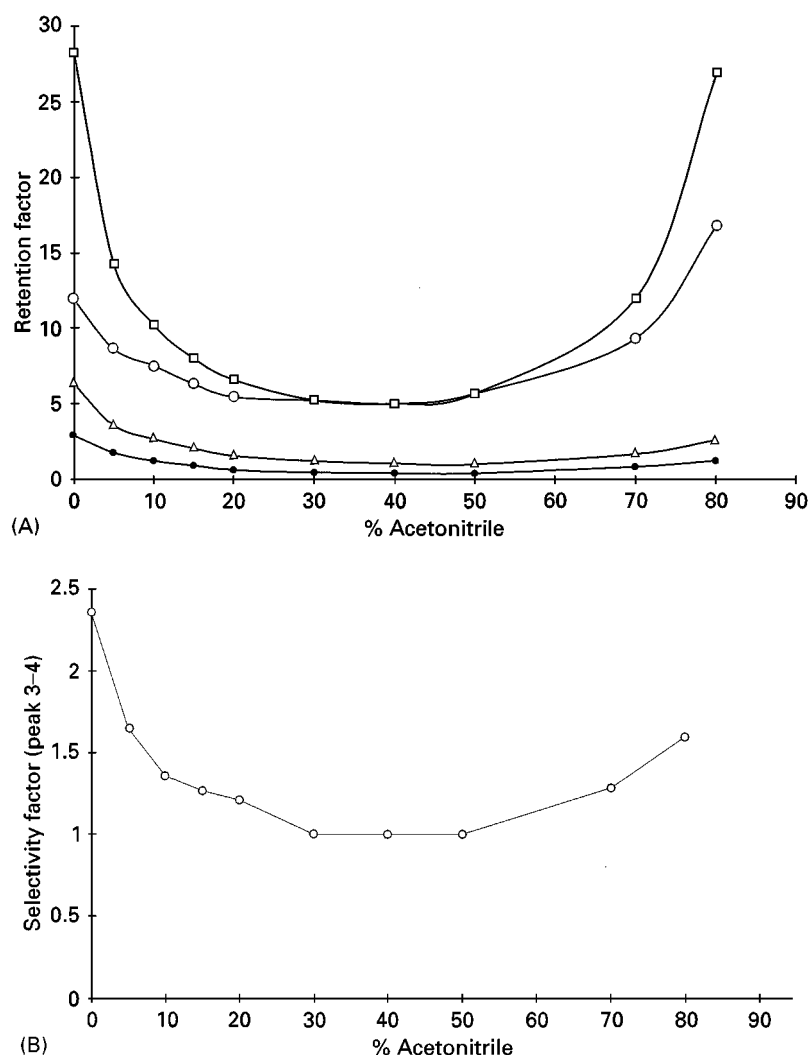 30
25
20
15
10
5
0
Retention factor
0 10 20 30 40 50 60 70 80 90
% Acetonitrile
(A)
2.5
2
1.5
1
0.5
0
Selectivity factor (peak 3–4)
0 10 20 30 40 50 60 70 80 90
% Acetonitrile
(B)